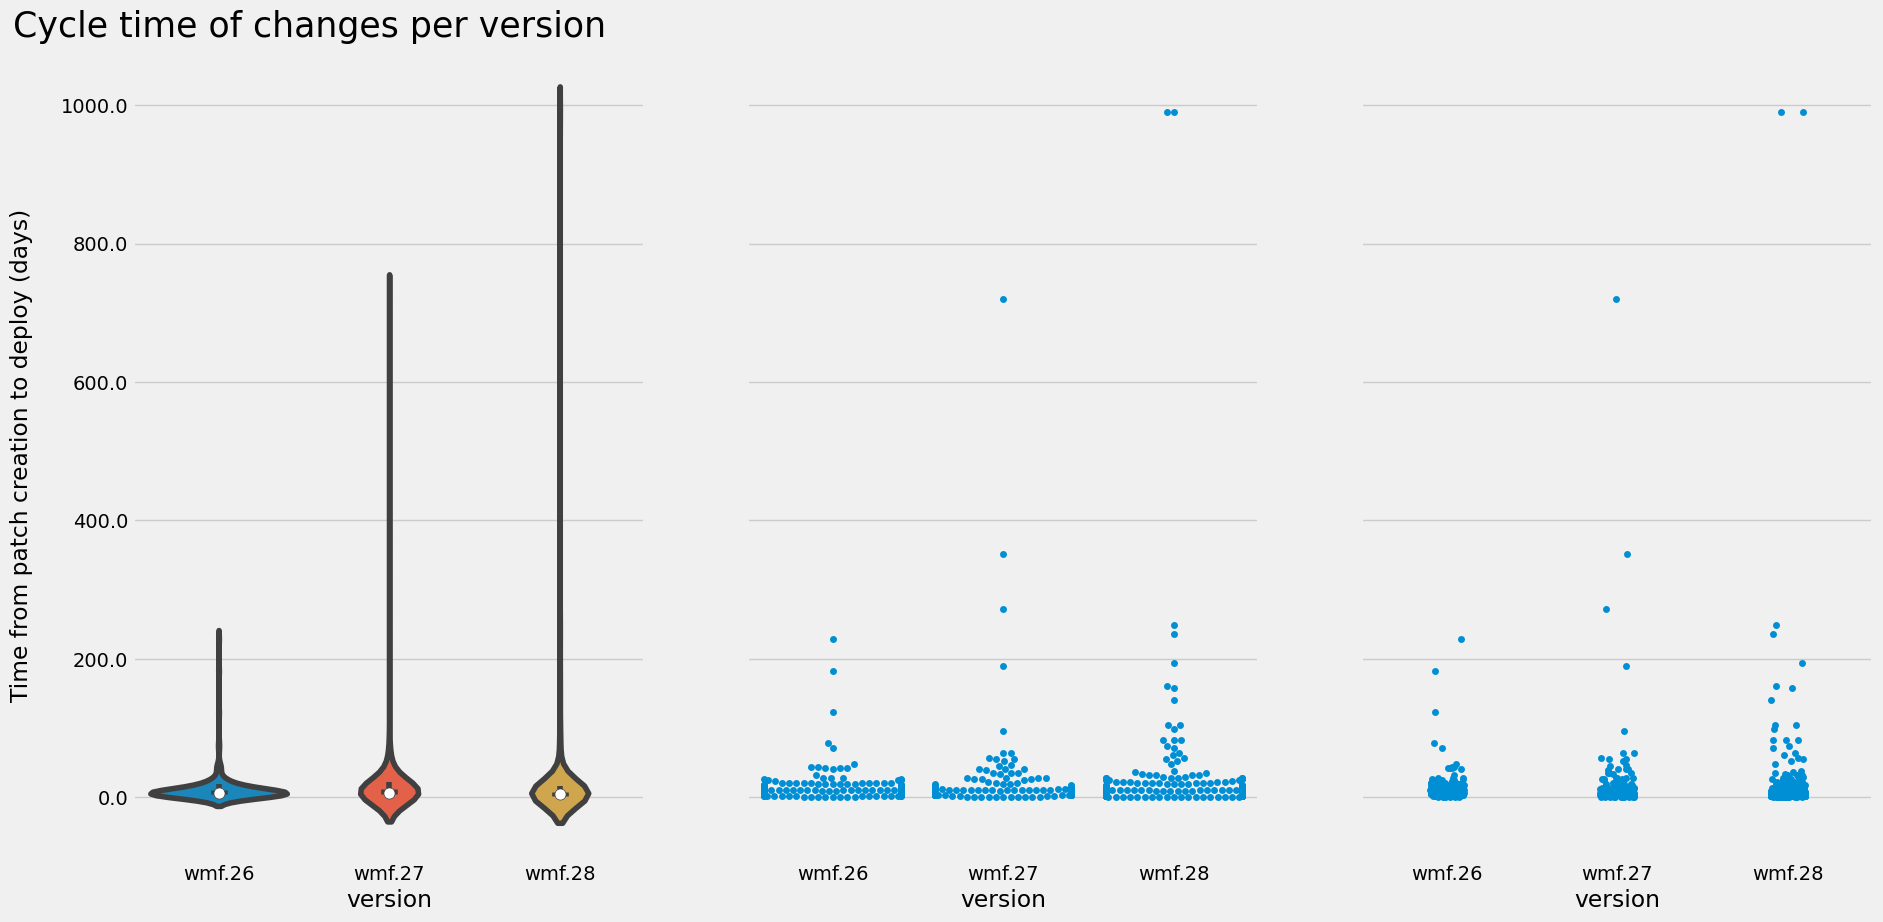 Cycle time of changes per version
Time from patch creation to deploy (days)
1000.0
800.0
600.0
400.0
200.0
0.0
wmf.26 wmf.27 wmf.28
version
wmf.26 wmf.27 wmf.28
version
wmf.26 wmf.27 wmf.28
version